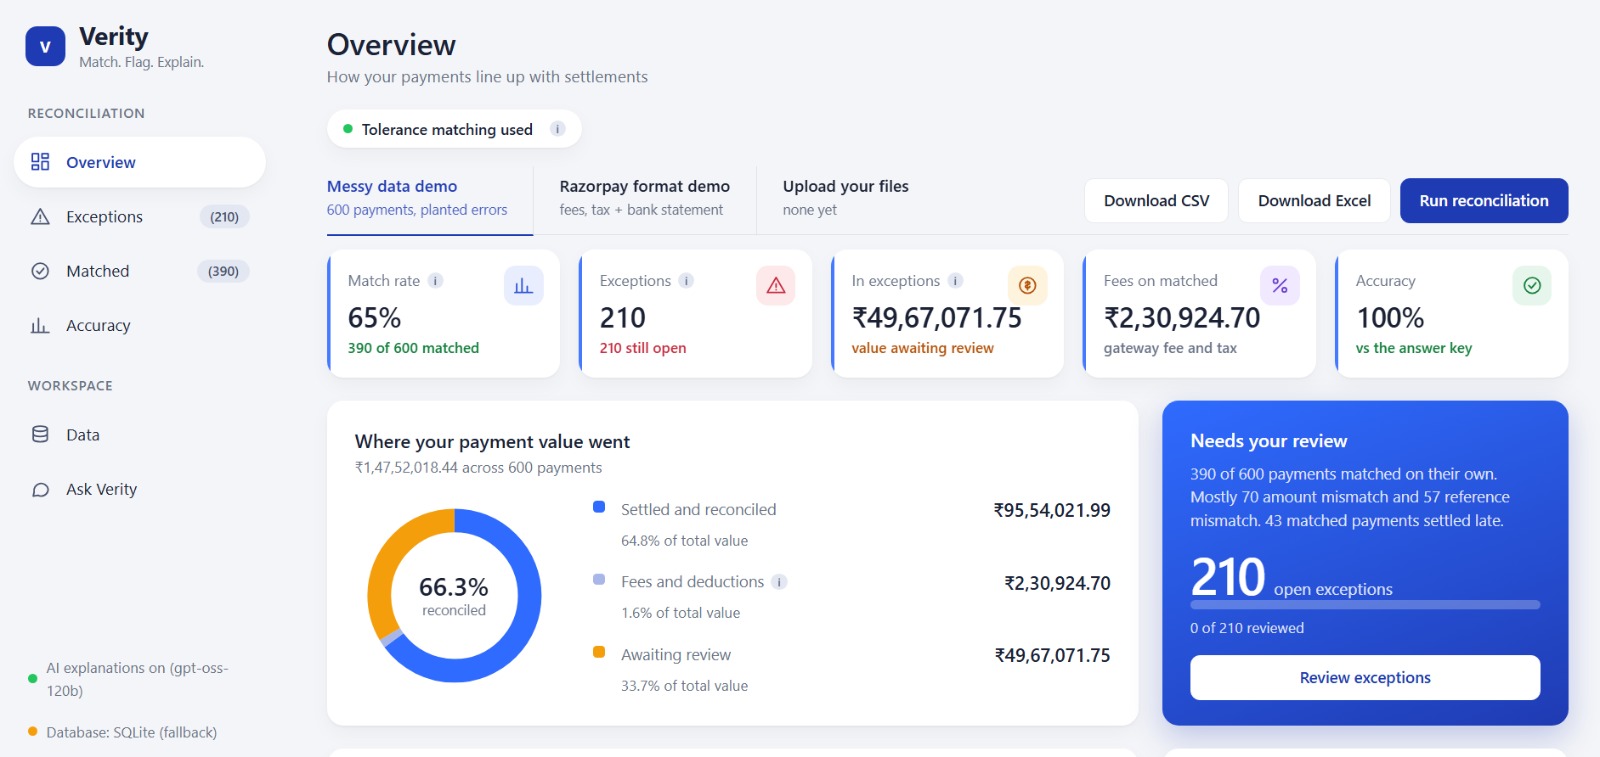 V
Verity
Match. Flag. Explain.
RECONCILIATION
Overview
Exceptions (210)
Matched (390)
Accuracy
WORKSPACE
Data
Ask Verity
AI explanations on (gpt-oss-
120b)
Database: SQLite (fallback)
Overview
How your payments line up with settlements
Tolerance matching used i
Messy data demo
600 payments, planted errors
Razorpay format demo
fees, tax + bank statement
Upload your files
none yet
Download CSV
Download Excel
Run reconciliation
Match rate i
65%
390 of 600 matched
Exceptions i
210
210 still open
In exceptions i
₹49,67,071.75
value awaiting review
Fees on matched
₹2,30,924.70
gateway fee and tax
Accuracy
100%
vs the answer key
Where your payment value went
₹1,47,52,018.44 across 600 payments
66.3%
reconciled
Settled and reconciled ₹95,54,021.99
64.8% of total value
Fees and deductions i ₹2,30,924.70
1.6% of total value
Awaiting review ₹49,67,071.75
33.7% of total value
Needs your review
390 of 600 payments matched on their own.
Mostly 70 amount mismatch and 57 reference
mismatch. 43 matched payments settled late.
210 open exceptions
0 of 210 reviewed
Review exceptions